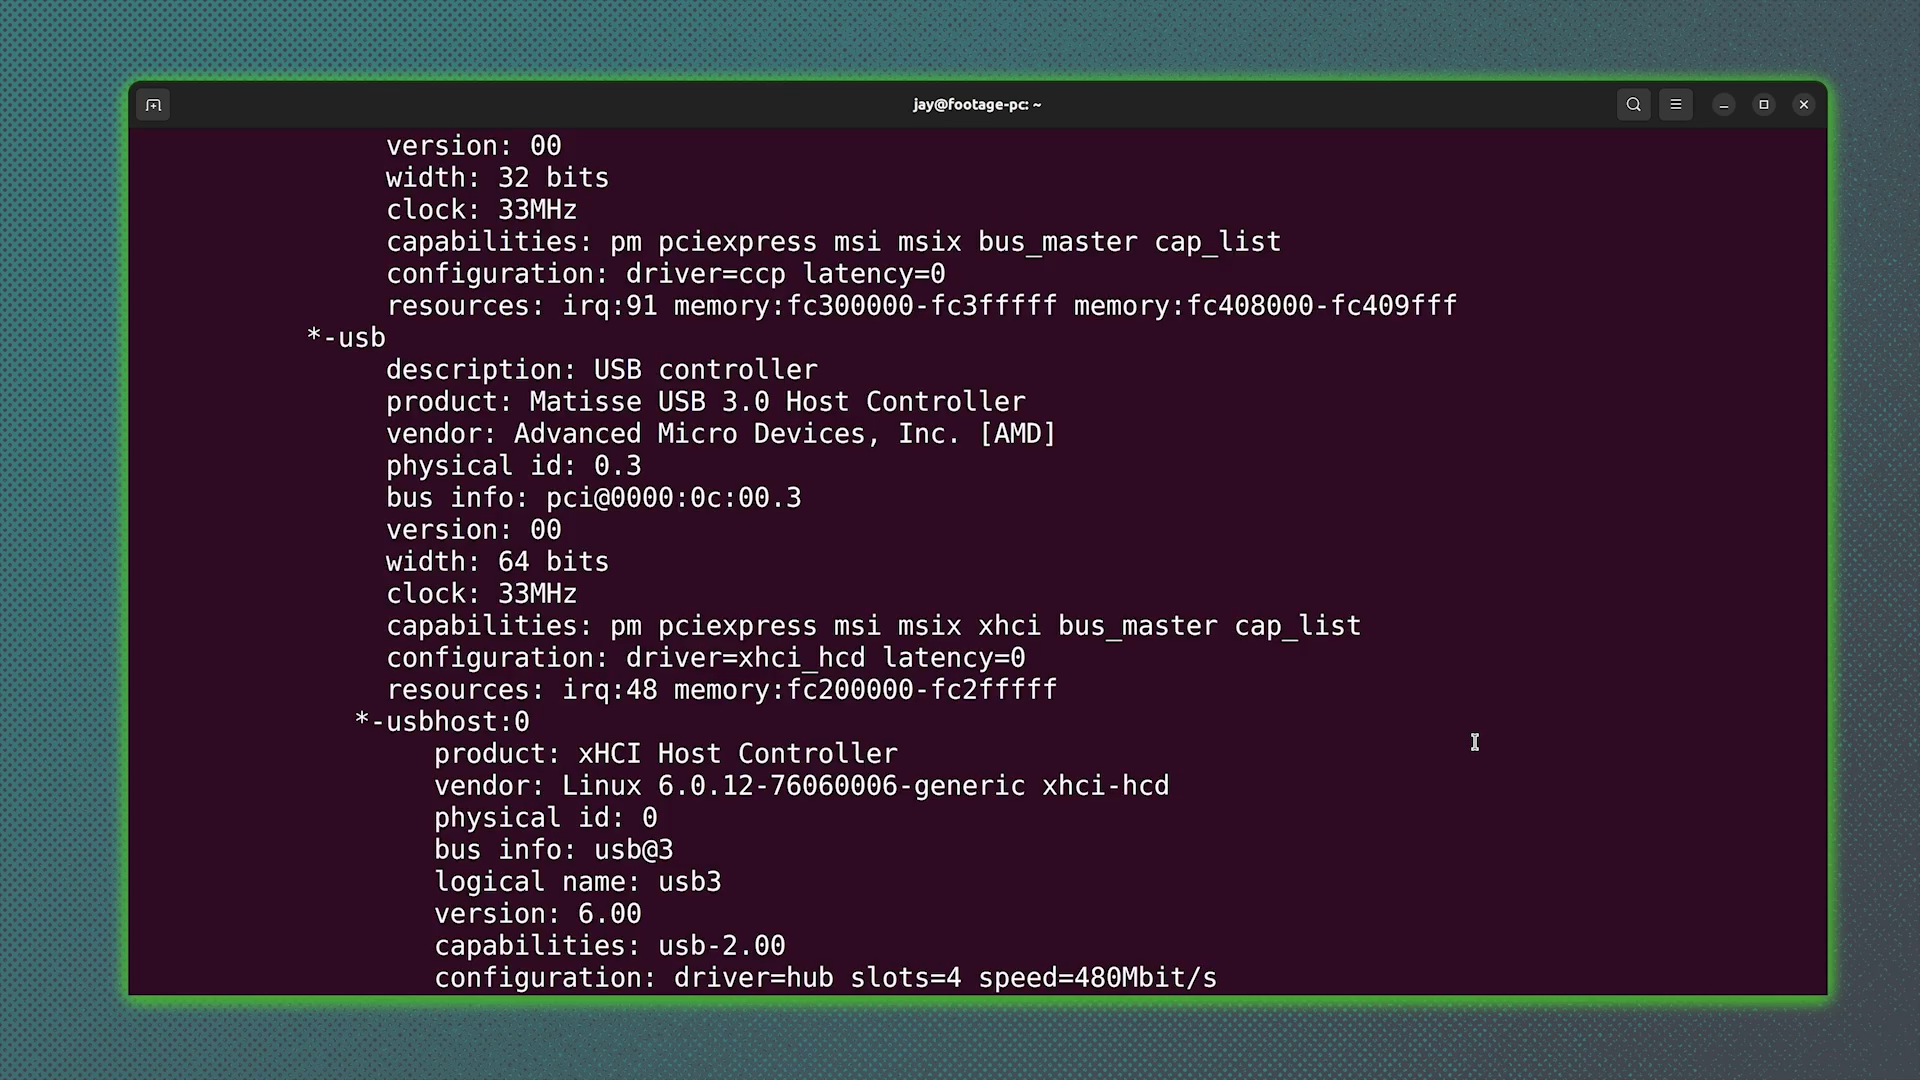 jay@footage-pc: ~
version: 00
width: 32 bits
clock: 33MHz
capabilities: pm pciexpress msi msix bus_master cap_list
configuration: driver=ccp latency=0
resources: irq:91 memory:fc300000-fc3fffff memory:fc408000-fc409fff
*-usb
description: USB controller
product: Matisse USB 3.0 Host Controller
vendor: Advanced Micro Devices, Inc. [AMD]
physical id: 0.3
bus info: pci@0000:0c:00.3
version: 00
width: 64 bits
clock: 33MHz
capabilities: pm pciexpress msi msix xhci bus_master cap_list
configuration: driver=xhci_hcd latency=0
resources: irq:48 memory:fc200000-fc2fffff
*-usbhost:0
product: xHCI Host Controller
vendor: Linux 6.0.12-76060006-generic xhci-hcd
physical id: 0
bus info: usb@3
logical name: usb3
version: 6.00
capabilities: usb-2.00
configuration: driver=hub slots=4 speed=480Mbit/s